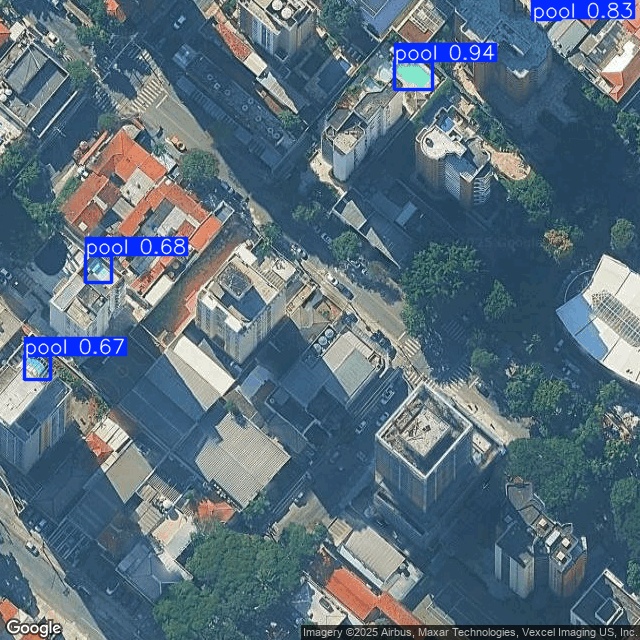 pool 0.83
pool 0.94
pool 0.68
pool 0.67
Google
Imagery ©2025 Airbus, Maxar Technologies, Vexcel Imaging US, Inc